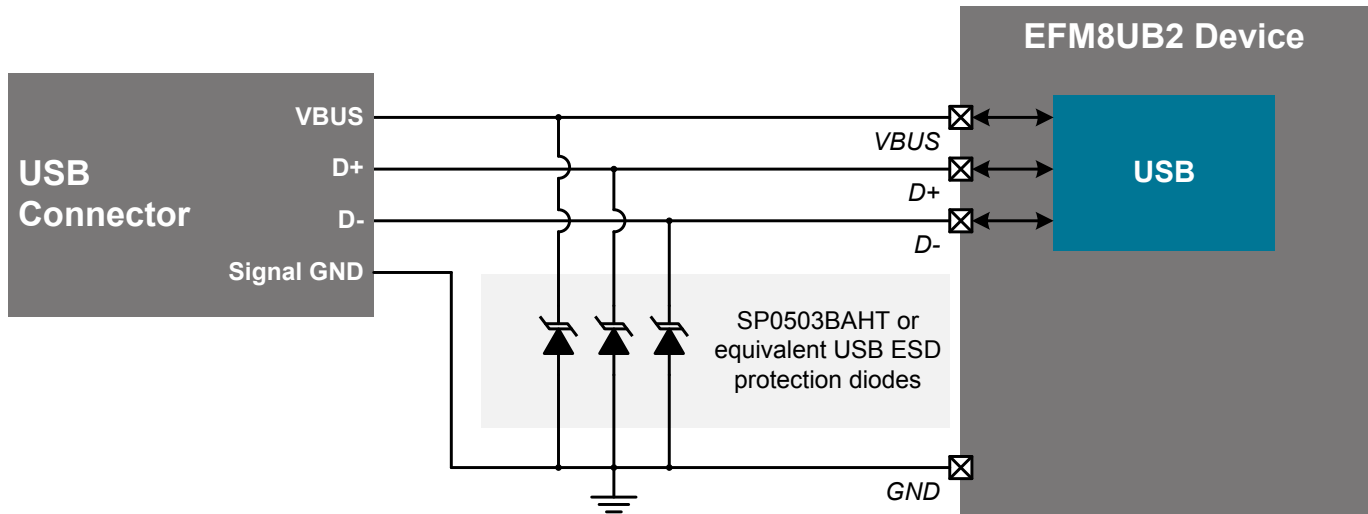 EFM8UB2 Device
USB
Connector
VBUS
D+
D-
Signal GND
VBUS
D+
D-
USB
SP0503BAHT or
equivalent USB ESD
protection diodes
GND